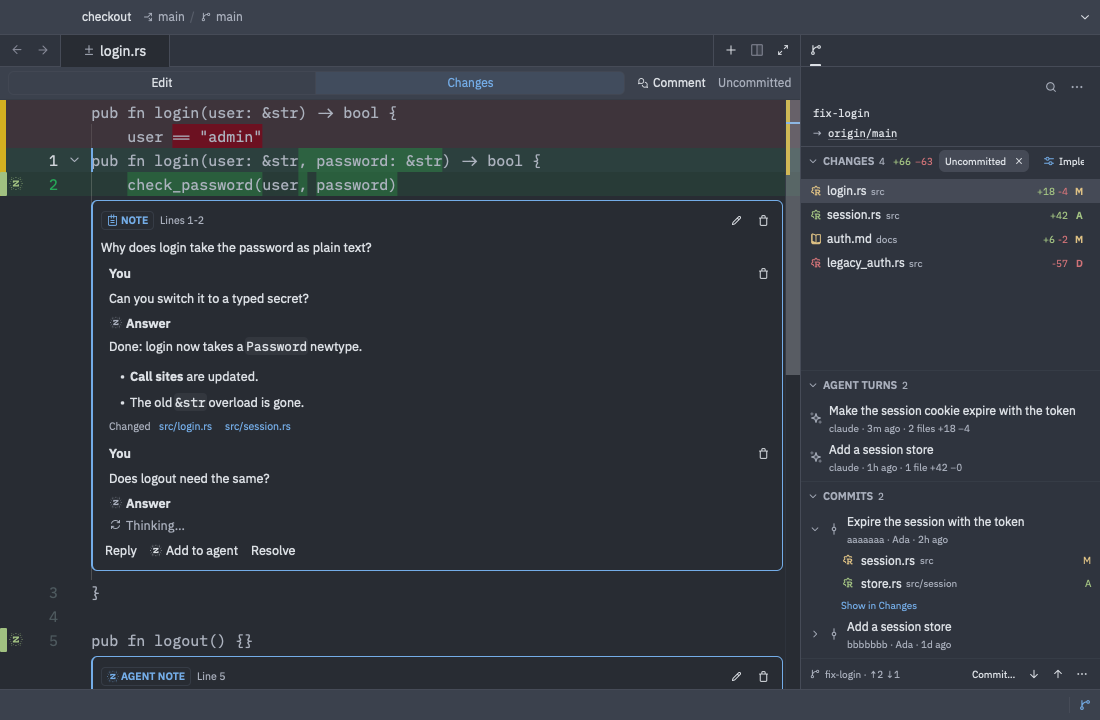 checkout main / main
login.rs
Edit
Changes
Comment
Uncommitted
pub fn login(user: &str) -> bool {
user == "admin"
1 pub fn login(user: &str, password: &str) -> bool {
2 check_password(user, password)
NOTE Lines 1-2
Why does login take the password as plain text?
You
Can you switch it to a typed secret?
Answer
Done: login now takes a Password newtype.
• Call sites are updated.
• The old &str overload is gone.
Changed src/login.rs src/session.rs
You
Does logout need the same?
Answer
Thinking...
Reply Add to agent Resolve
3 }
4
5 pub fn logout() {}
AGENT NOTE Line 5
fix-login
→ origin/main
CHANGES 4 +66 −63 Uncommitted × Imple
login.rs src +18 -4 M
session.rs src +42 A
auth.md docs +6 -2 M
legacy_auth.rs src -57 D
AGENT TURNS 2
Make the session cookie expire with the token
claude · 3m ago · 2 files +18 −4
Add a session store
claude · 1h ago · 1 file +42 −0
COMMITS 2
Expire the session with the token
aaaaaaa · Ada · 2h ago
session.rs src M
store.rs src/session A
Show in Changes
Add a session store
bbbbbbb · Ada · 1d ago
fix-login · ↑2 ↓1 Commit... ↓ ↑ ...